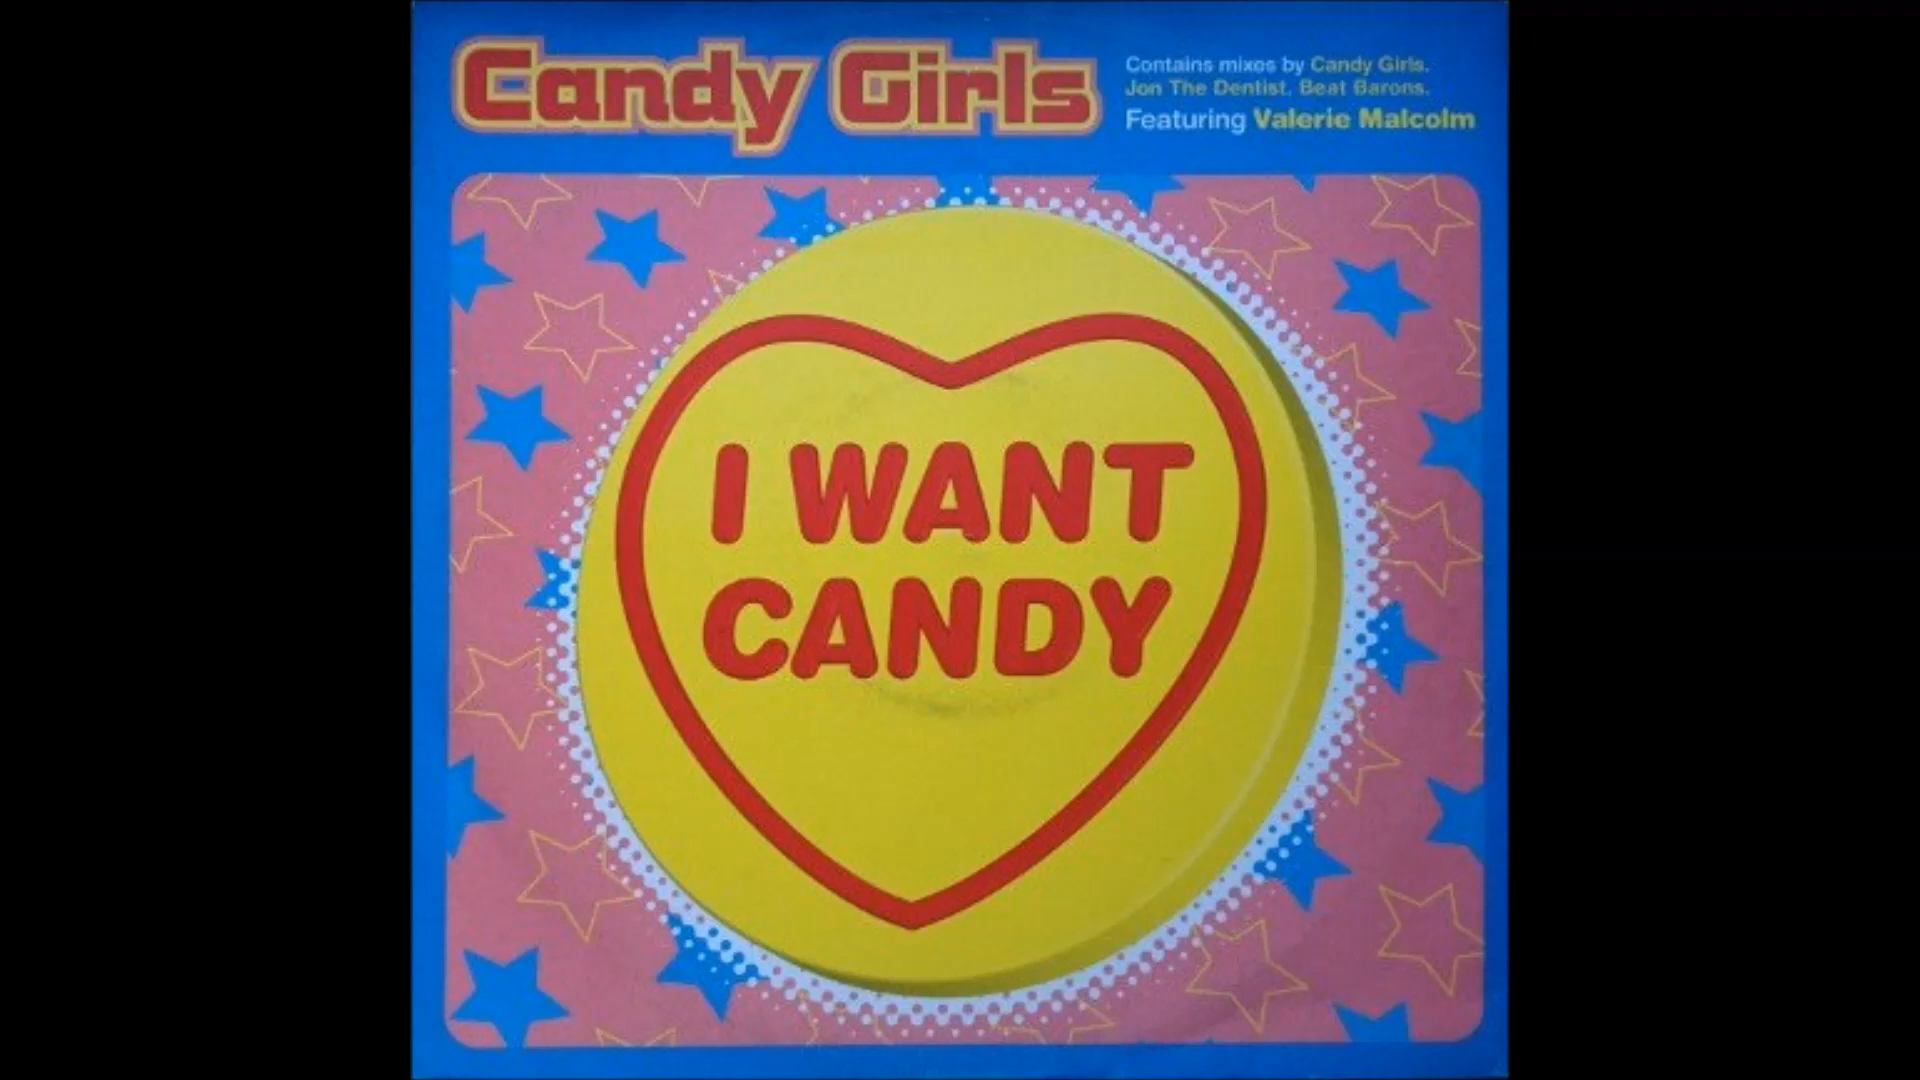 Candy Girls
Contains mixes by Candy Girls.
Jon The Dentist. Beat Barons.
Featuring Valerie Malcolm
I WANT
CANDY